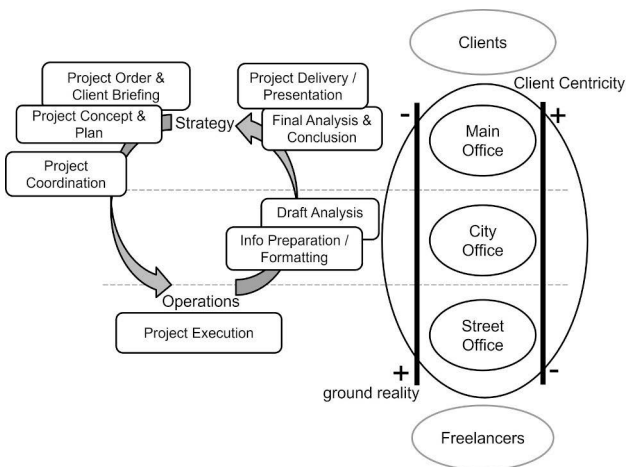 Clients
Project Order &
Client Briefing
Project Delivery /
Presentation
Client Centricity
Project Concept &
Plan
Strategy
Final Analysis &
Conclusion
-
+
Main
Office
Project
Coordination
Draft Analysis
Info Preparation /
Formatting
City
Office
Operations
Project Execution
Street
Office
+
-
ground reality
Freelancers